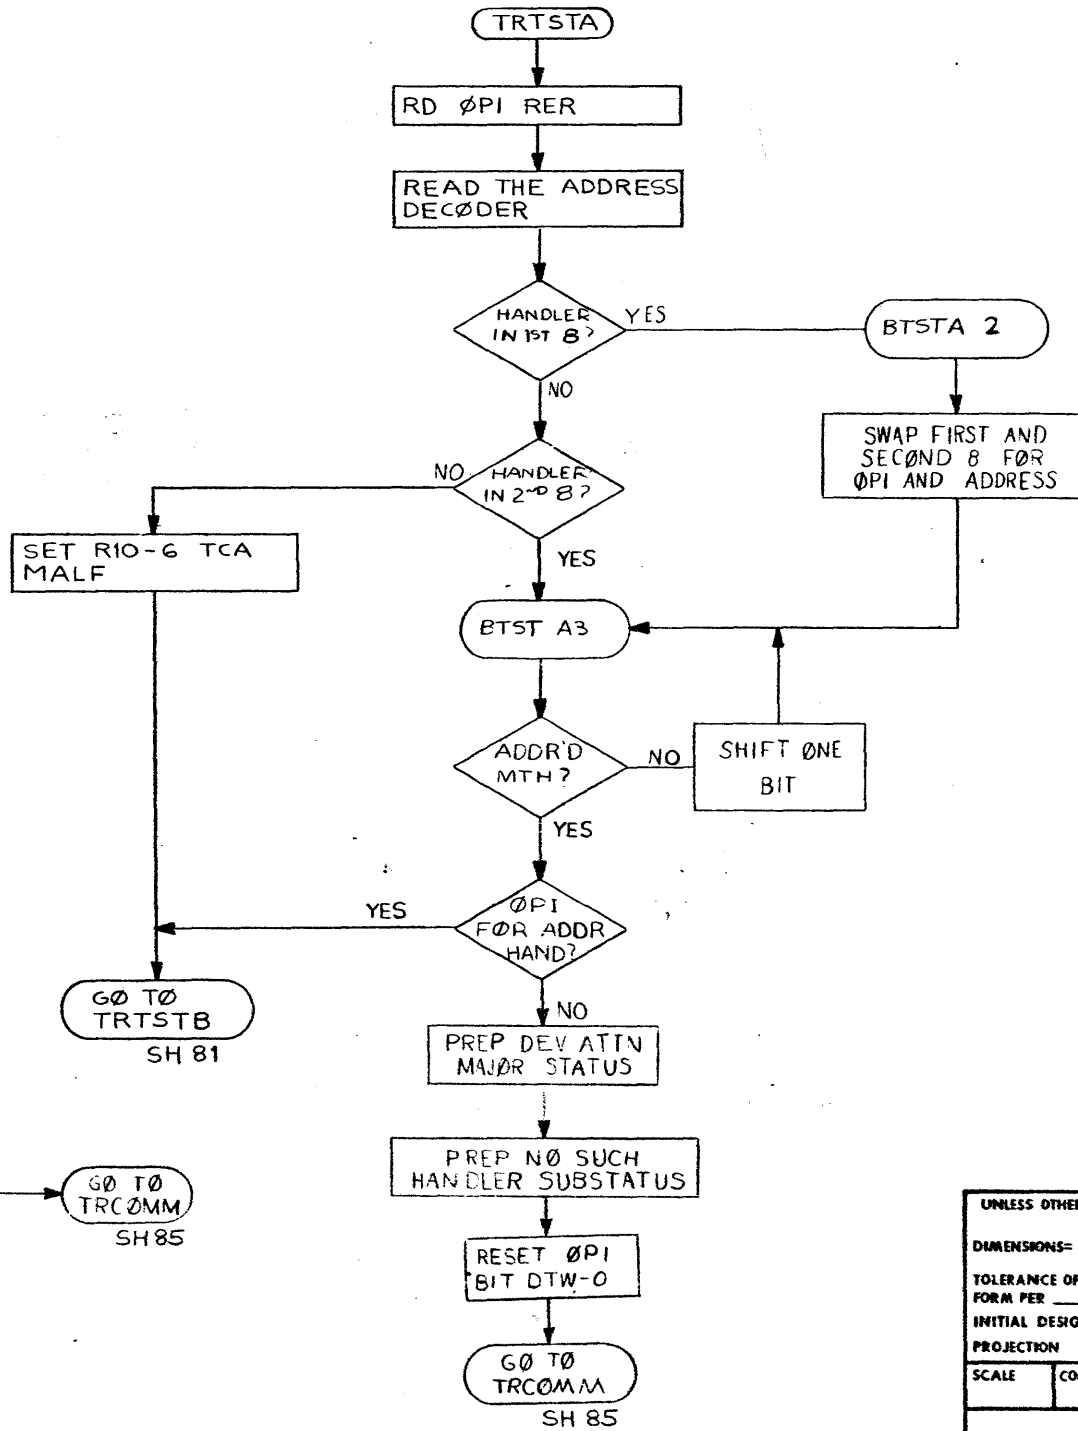 TRTSTA
RD ØPI RER
READ THE ADDRESS
DECØDER
HANDLER
IN 1ST 8?
YES
BTSTA 2
NO
SWAP FIRST AND
SECØND 8 FØR
ØPI AND ADDRESS
NO
HANDLER
IN 2ND 8?
SET R10-6 TCA
MALF
YES
BTST A3
ADDR'D
MTH?
NO
SHIFT ØNE
BIT
YES
YES
ØPI
FØR ADDR
HAND?
GØ TØ
TRTSTB
SH 81
NO
PREP DEV ATTN
MAJØR STATUS
PREP NØ SUCH
HANDLER SUBSTATUS
GØ TØ
TRCØMM
SH 85
RESET ØPI
BIT DTW-0
GØ TØ
TRCØMM
SH 85
UNLESS OTHE
DIMENSIONS=
TOLERANCE OF
FORM PER
INITIAL DESIG
PROJECTION
SCALE
CO